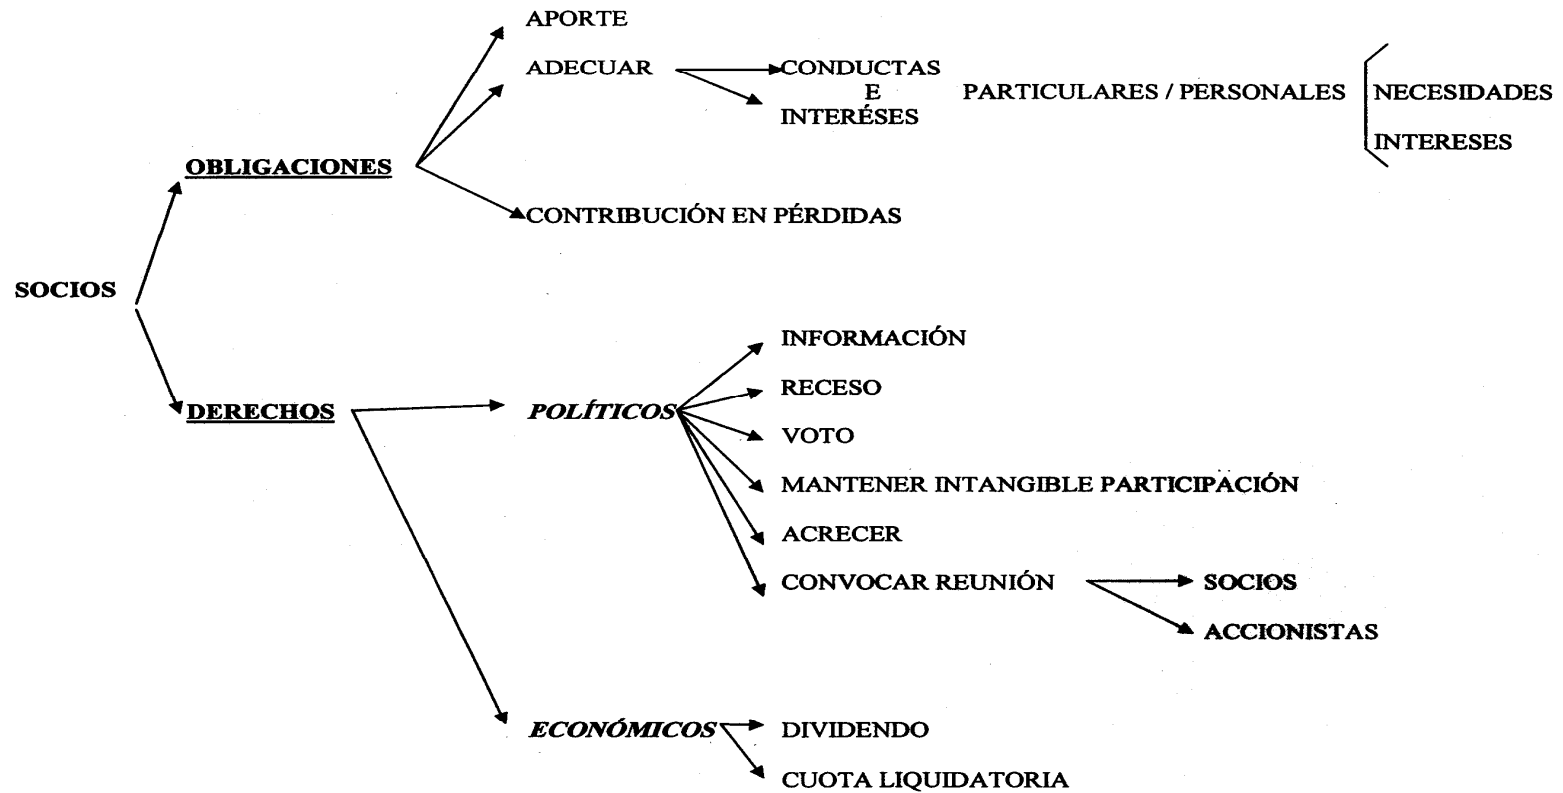 APORTE
ADECUAR
CONDUCTAS
E
INTERÉSES
PARTICULARES / PERSONALES
NECESIDADES
INTERESES
OBLIGACIONES
CONTRIBUCIÓN EN PÉRDIDAS
SOCIOS
INFORMACIÓN
RECESO
DERECHOS
POLÍTICOS
VOTO
MANTENER INTANGIBLE PARTICIPACIÓN
ACRECER
CONVOCAR REUNIÓN
SOCIOS
ACCIONISTAS
ECONÓMICOS
DIVIDENDO
CUOTA LIQUIDATORIA